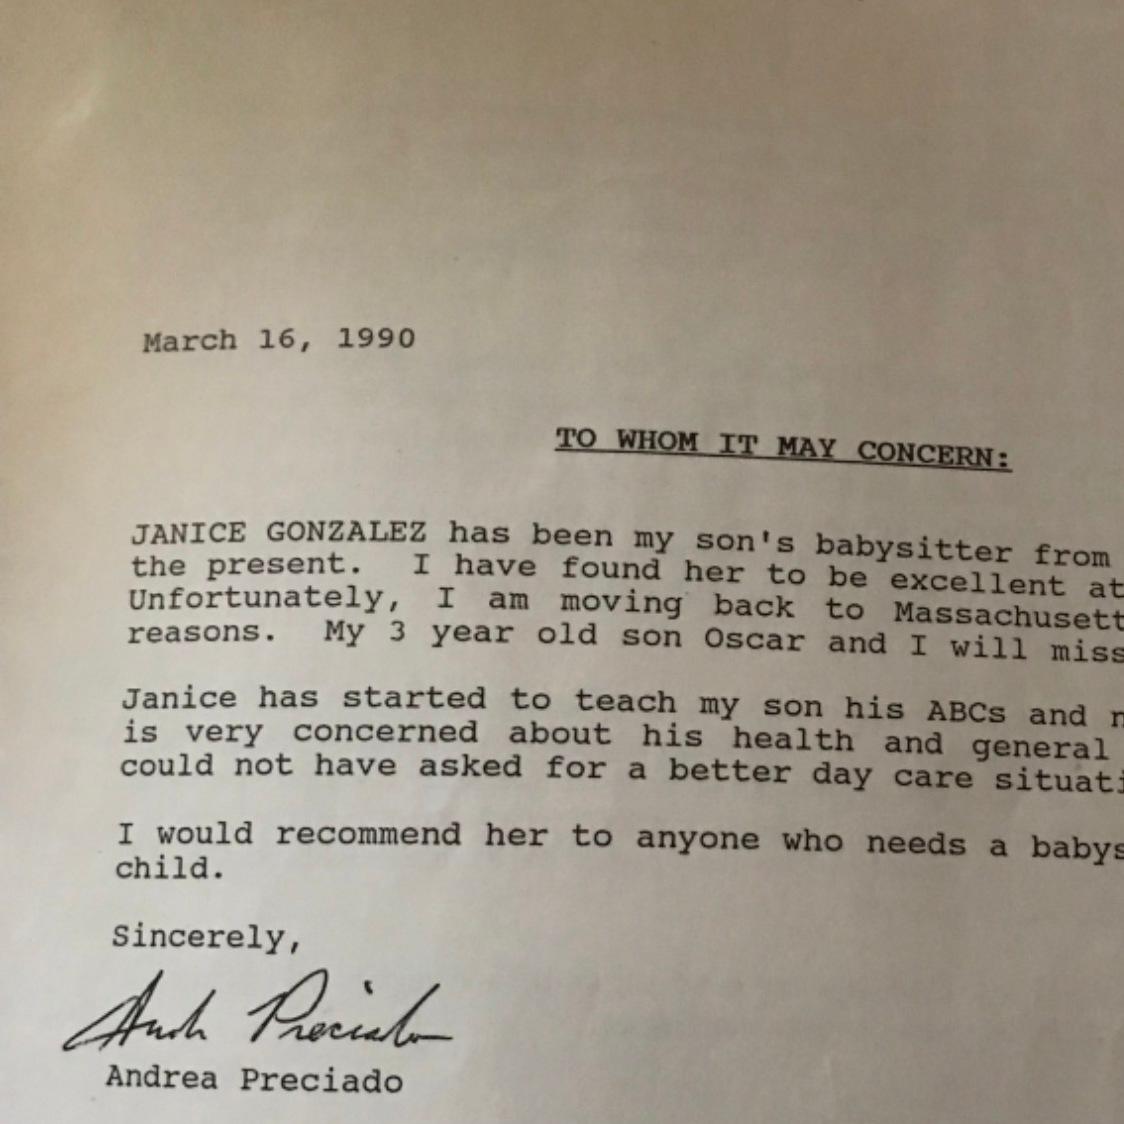 March 16, 1990
TO WHOM IT MAY CONCERN:
JANICE GONZALEZ has been my son's babysitter from
the present. I have found her to be excellent at
Unfortunately, I am moving back to Massachusett
reasons. My 3 year old son Oscar and I will miss
Janice has started to teach my son his ABCs and n
is very concerned about his health and general
could not have asked for a better day care situati
I would recommend her to anyone who needs a babys
child.
Sincerely,
Andrea Preciado
Andrea Preciado